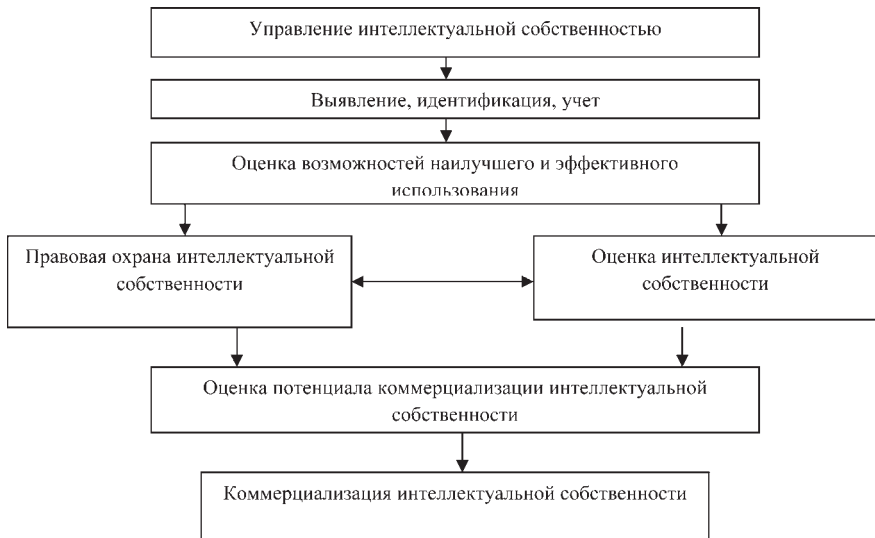 Управление интеллектуальной собственностью
Выявление, идентификация, учет
Оценка возможностей наилучшего и эффективного
использования
Правовая охрана интеллектуальной
собственности
Оценка интеллектуальной
собственности
Оценка потенциала коммерциализации интеллектуальной
собственности
Коммерциализация интеллектуальной собственности